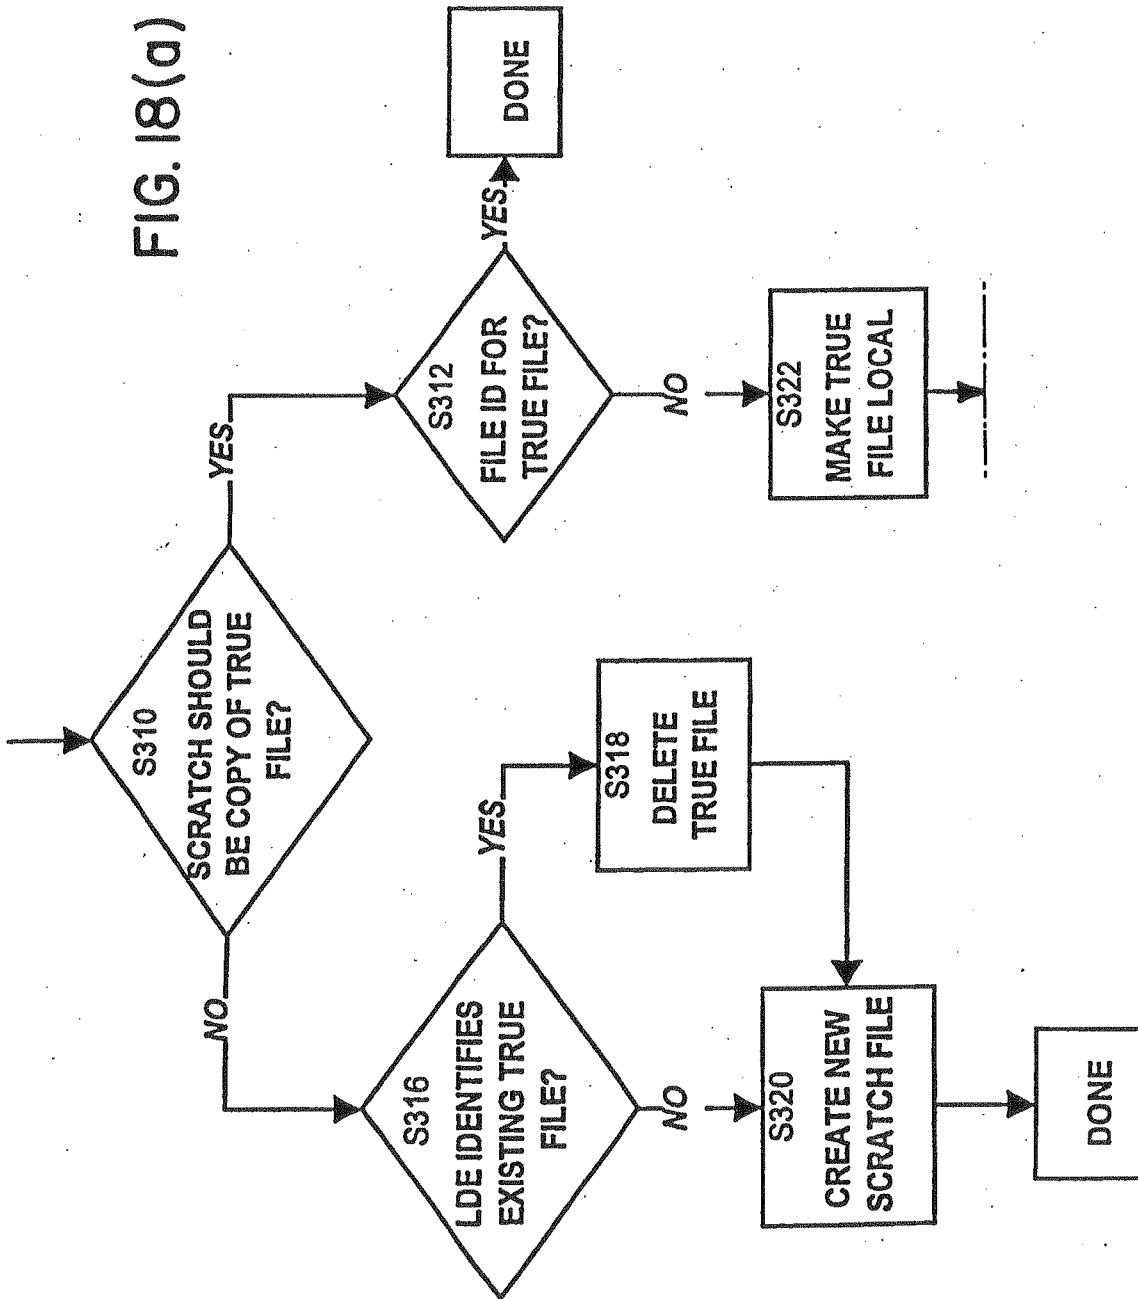 FIG. 18(a)
S310
SCRATCH SHOULD
BE COPY OF TRUE
FILE?
NO
YES
S316
LDE IDENTIFIES
EXISTING TRUE
FILE?
YES
NO
S318
DELETE
TRUE FILE
S320
CREATE NEW
SCRATCH FILE
DONE
S312
FILE ID FOR
TRUE FILE?
YES
DONE
NO
S322
MAKE TRUE
FILE LOCAL